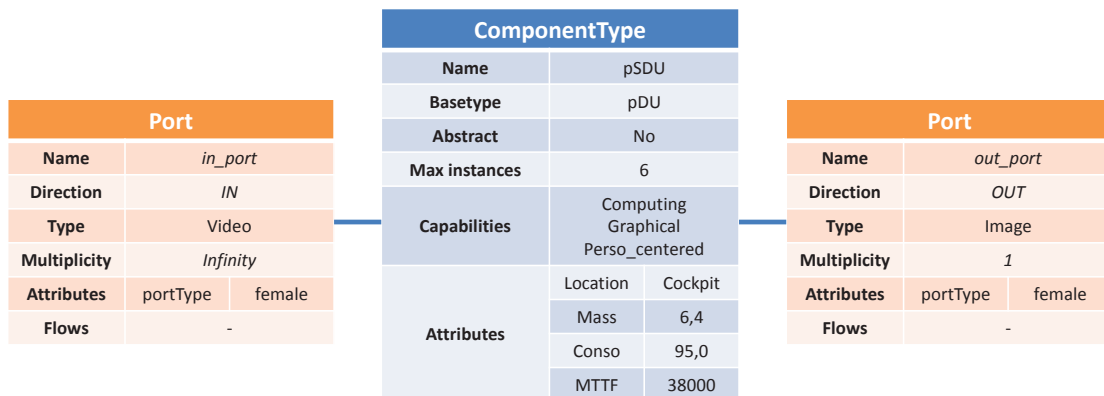 Port
Name in_port
Direction IN
Type Video
Multiplicity Infinity
Attributes portType female
Flows -
ComponentType
Name pSDU
Basetype pDU
Abstract No
Max instances 6
Capabilities Computing
Graphical
Perso_centered
Attributes
Location Cockpit
Mass 6,4
Conso 95,0
MTTF 38000
Port
Name out_port
Direction OUT
Type Image
Multiplicity 1
Attributes portType female
Flows -